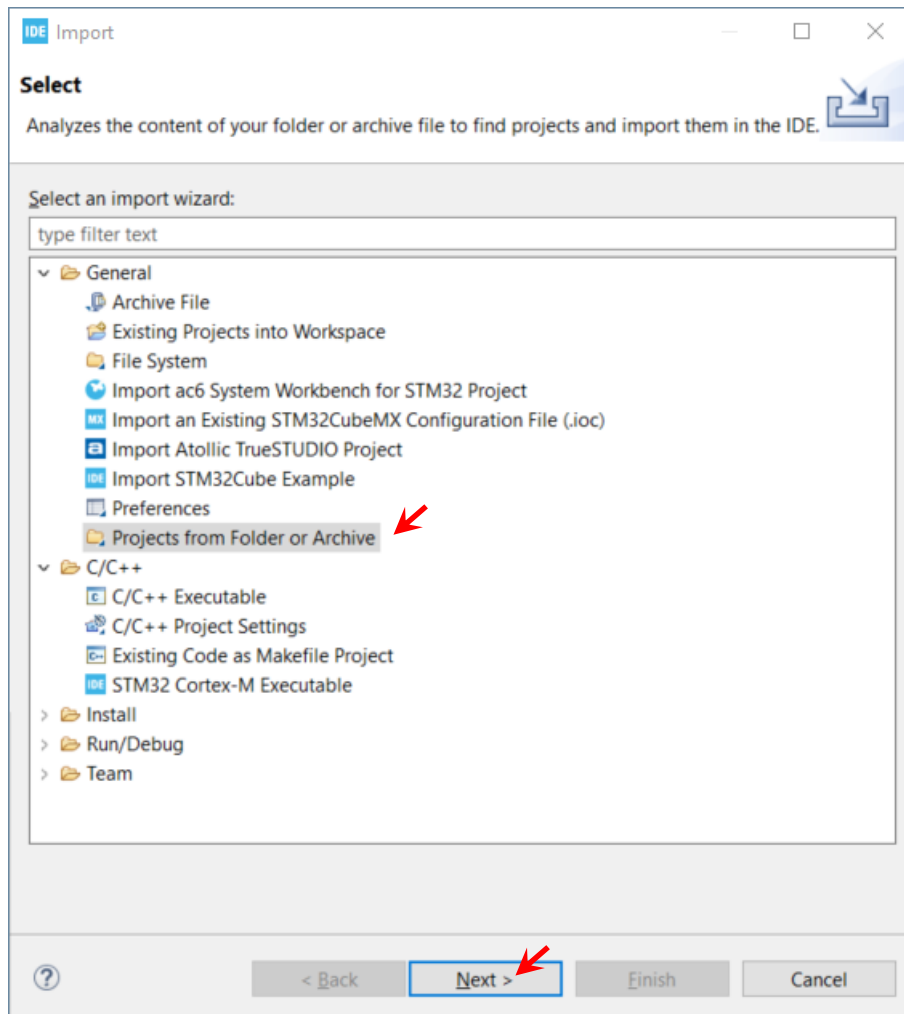 IDE Import
Select
Analyzes the content of your folder or archive file to find projects and import them in the IDE.
Select an import wizard:
type filter text
General
Archive File
Existing Projects into Workspace
File System
Import ac6 System Workbench for STM32 Project
MX Import an Existing STM32CubeMX Configuration File (.ioc)
a Import Atollic TrueSTUDIO Project
IDE Import STM32Cube Example
Preferences
Projects from Folder or Archive
C/C++
c C/C++ Executable
C/C++ Project Settings
C++ Existing Code as Makefile Project
IDE STM32 Cortex-M Executable
Install
Run/Debug
Team
? < Back Next > Finish Cancel